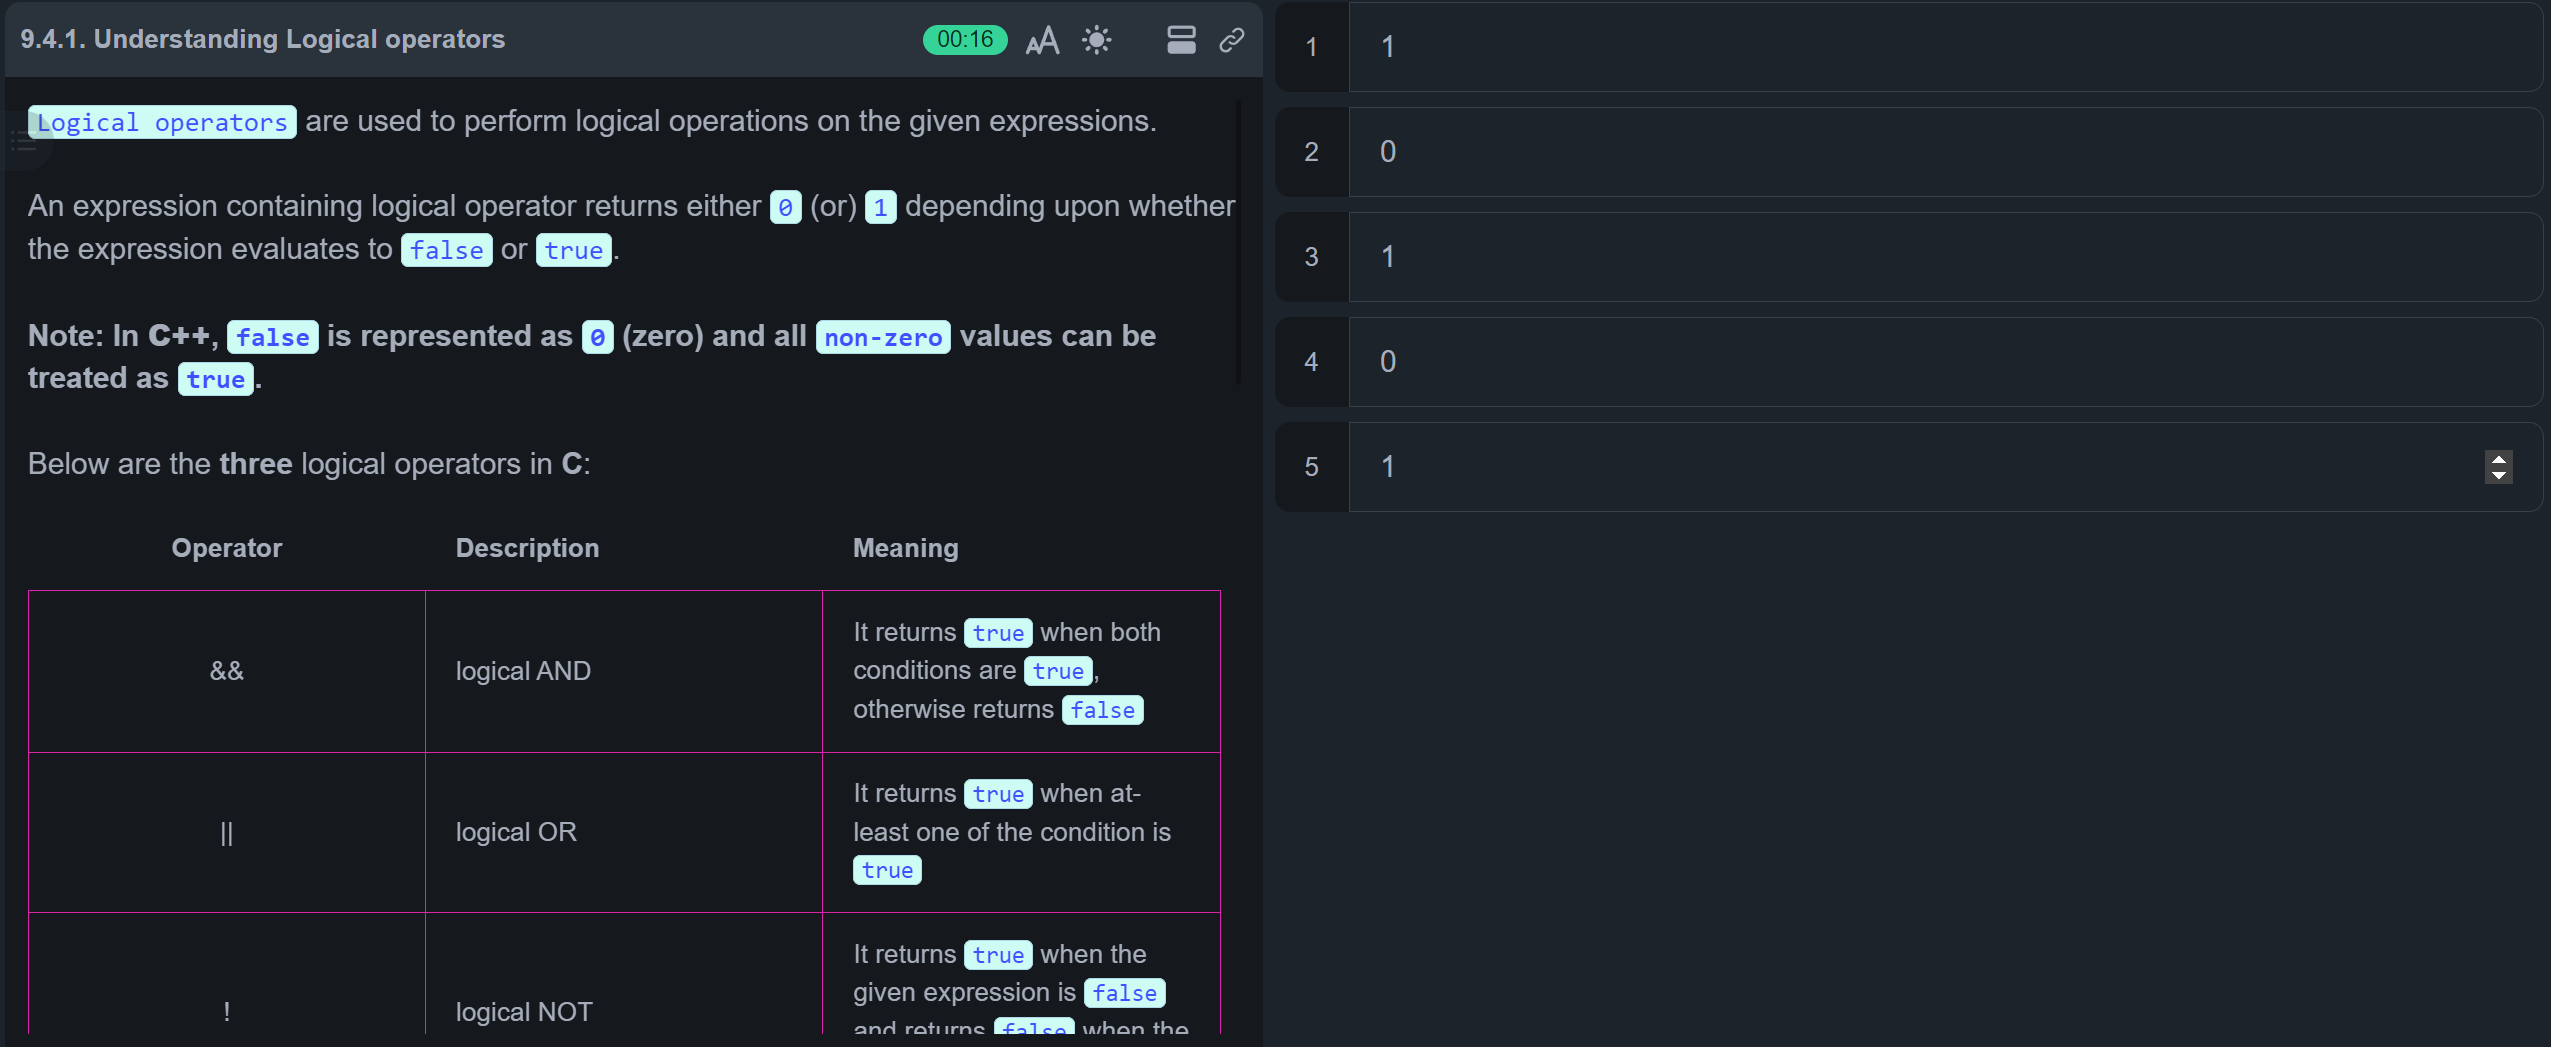 9.4.1. Understanding Logical operators
00:16
Logical operators are used to perform logical operations on the given expressions.
An expression containing logical operator returns either 0 (or) 1 depending upon whether
the expression evaluates to false or true.
Note: In C++, false is represented as 0 (zero) and all non-zero values can be
treated as true.
Below are the three logical operators in C:
Operator Description Meaning
&& logical AND It returns true when both
conditions are true,
otherwise returns false
|| logical OR It returns true when at-
least one of the condition is
true
! logical NOT It returns true when the
given expression is false
and returns false when the
1 1
2 0
3 1
4 0
5 1